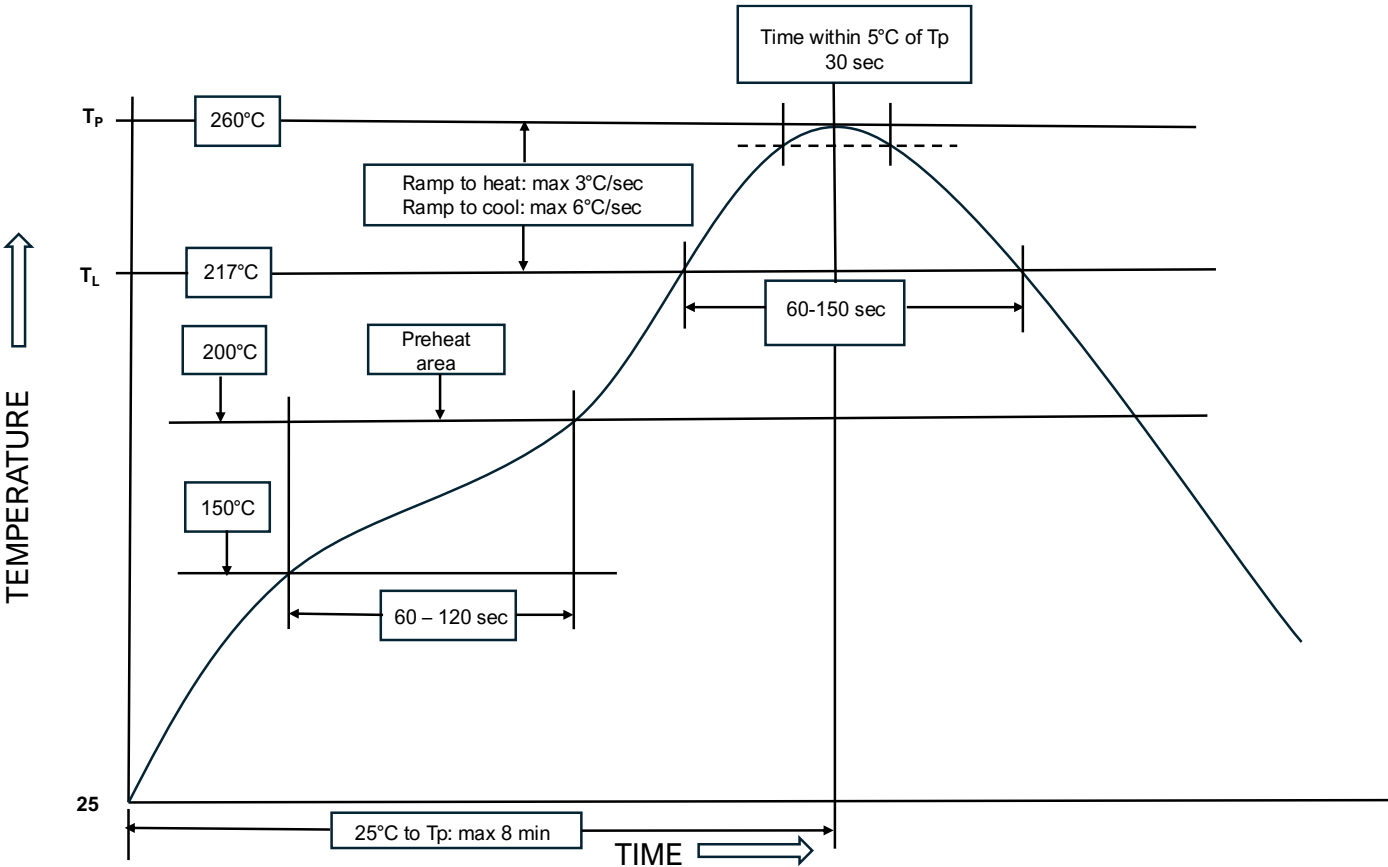 Time within 5°C of Tp
30 sec
TP
260°C
Ramp to heat: max 3°C/sec
Ramp to cool: max 6°C/sec
TL
217°C
60-150 sec
200°C
Preheat
area
150°C
60 – 120 sec
TEMPERATURE
25
25°C to Tp: max 8 min
TIME